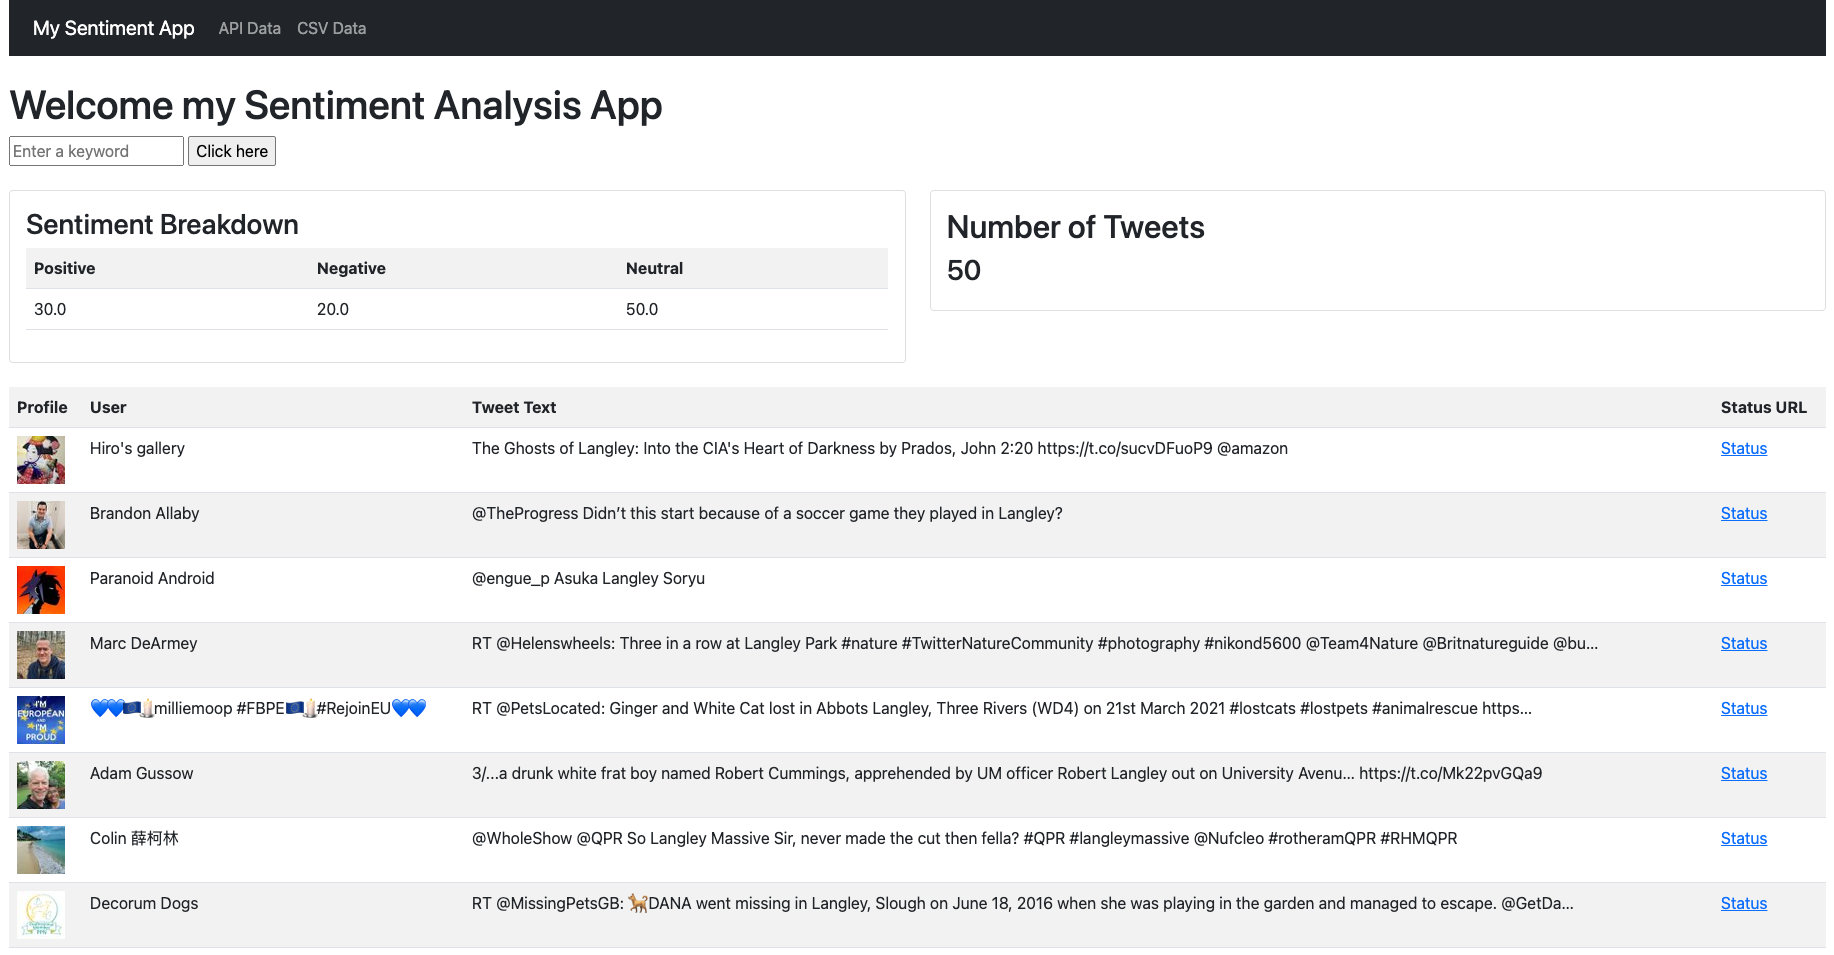 My Sentiment App API Data CSV Data
Welcome my Sentiment Analysis App
Enter a keyword Click here
Sentiment Breakdown
Positive Negative Neutral
30.0 20.0 50.0
Number of Tweets
50
Profile User Tweet Text Status URL
Hiro's gallery The Ghosts of Langley: Into the CIA's Heart of Darkness by Prados, John 2:20 https://t.co/sucvDFuoP9 @amazon Status
Brandon Allaby @TheProgress Didn’t this start because of a soccer game they played in Langley? Status
Paranoid Android @engue_p Asuka Langley Soryu Status
Marc DeArmey RT @Helenswheels: Three in a row at Langley Park #nature #TwitterNatureCommunity #photography #nikond5600 @Team4Nature @Britnatureguide @bu… Status
I'M
EUROPEAN
AND
I'M
PROUD
💙💙🇪🇺🕯️milliemoop #FBPE🇪🇺🕯️#RejoinEU💙💙 RT @PetsLocated: Ginger and White Cat lost in Abbots Langley, Three Rivers (WD4) on 21st March 2021 #lostcats #lostpets #animalrescue https… Status
Adam Gussow 3/...a drunk white frat boy named Robert Cummings, apprehended by UM officer Robert Langley out on University Avenu… https://t.co/Mk22pvGQa9 Status
Colin 薛柯林 @WholeShow @QPR So Langley Massive Sir, never made the cut then fella? #QPR #langleymassive @Nufcleo #rotheramQPR #RHMQPR Status
Decorum Dogs RT @MissingPetsGB: 🐕DANA went missing in Langley, Slough on June 18, 2016 when she was playing in the garden and managed to escape. @GetDa… Status